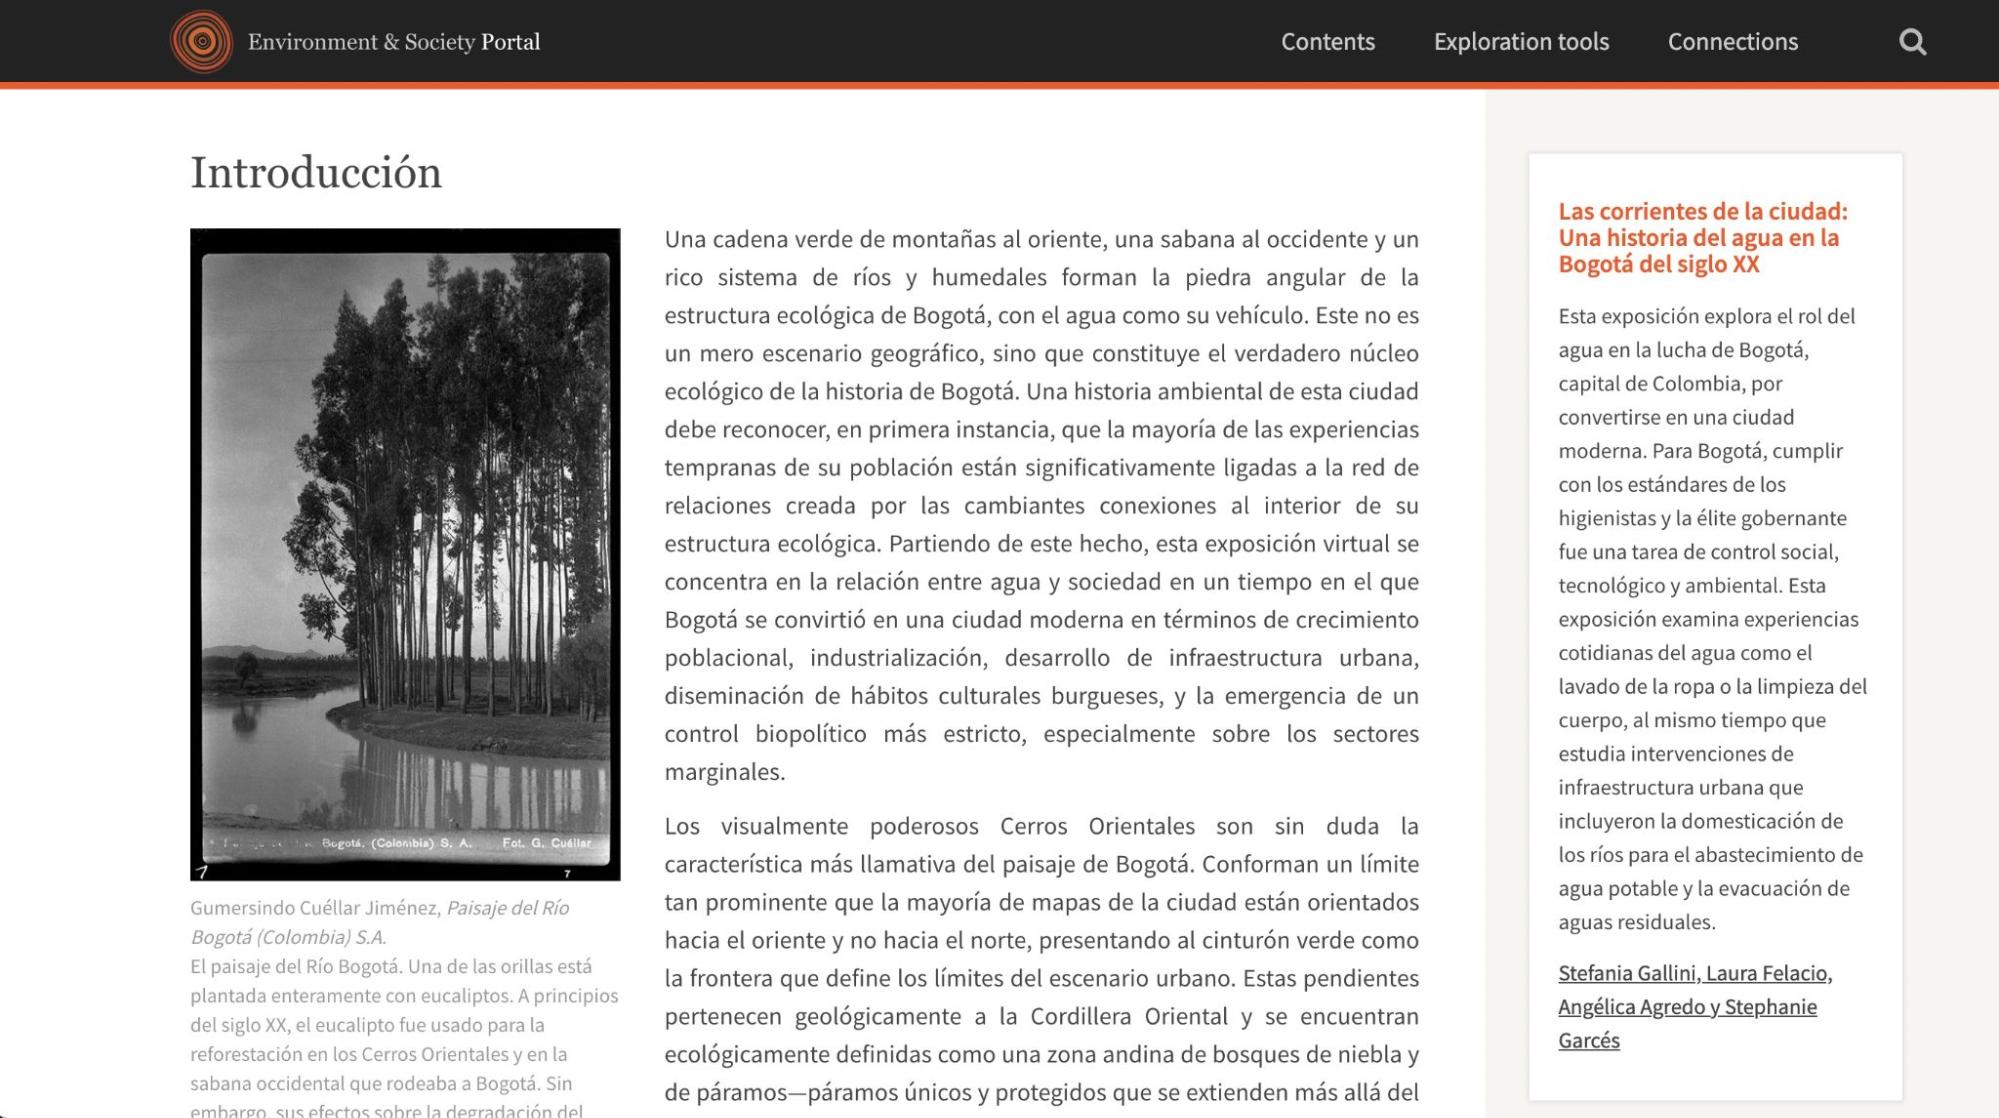 Environment & Society Portal
Contents
Exploration tools
Connections
Introducción
Bogotá, (Colombia) S. A.
Fot. G. Cuéllar
7
7
Gumersindo Cuéllar Jiménez, Paisaje del Río
Bogotá (Colombia) S.A.
El paisaje del Río Bogotá. Una de las orillas está
plantada enteramente con eucaliptos. A principios
del siglo XX, el eucalipto fue usado para la
reforestación en los Cerros Orientales y en la
sabana occidental que rodeaba a Bogotá. Sin
embargo, sus efectos sobre la degradación del
Una cadena verde de montañas al oriente, una sabana al occidente y un
rico sistema de ríos y humedales forman la piedra angular de la
estructura ecológica de Bogotá, con el agua como su vehículo. Este no es
un mero escenario geográfico, sino que constituye el verdadero núcleo
ecológico de la historia de Bogotá. Una historia ambiental de esta ciudad
debe reconocer, en primera instancia, que la mayoría de las experiencias
tempranas de su población están significativamente ligadas a la red de
relaciones creada por las cambiantes conexiones al interior de su
estructura ecológica. Partiendo de este hecho, esta exposición virtual se
concentra en la relación entre agua y sociedad en un tiempo en el que
Bogotá se convirtió en una ciudad moderna en términos de crecimiento
poblacional, industrialización, desarrollo de infraestructura urbana,
diseminación de hábitos culturales burgueses, y la emergencia de un
control biopolítico más estricto, especialmente sobre los sectores
marginales.
Los visualmente poderosos Cerros Orientales son sin duda la
característica más llamativa del paisaje de Bogotá. Conforman un límite
tan prominente que la mayoría de mapas de la ciudad están orientados
hacia el oriente y no hacia el norte, presentando al cinturón verde como
la frontera que define los límites del escenario urbano. Estas pendientes
pertenecen geológicamente a la Cordillera Oriental y se encuentran
ecológicamente definidas como una zona andina de bosques de niebla y
de páramos—páramos únicos y protegidos que se extienden más allá del
Las corrientes de la ciudad:
Una historia del agua en la
Bogotá del siglo XX
Esta exposición explora el rol del
agua en la lucha de Bogotá,
capital de Colombia, por
convertirse en una ciudad
moderna. Para Bogotá, cumplir
con los estándares de los
higienistas y la élite gobernante
fue una tarea de control social,
tecnológico y ambiental. Esta
exposición examina experiencias
cotidianas del agua como el
lavado de la ropa o la limpieza del
cuerpo, al mismo tiempo que
estudia intervenciones de
infraestructura urbana que
incluyeron la domesticación de
los ríos para el abastecimiento de
agua potable y la evacuación de
aguas residuales.
Stefania Gallini, Laura Felacio,
Angélica Agredo y Stephanie
Garcés